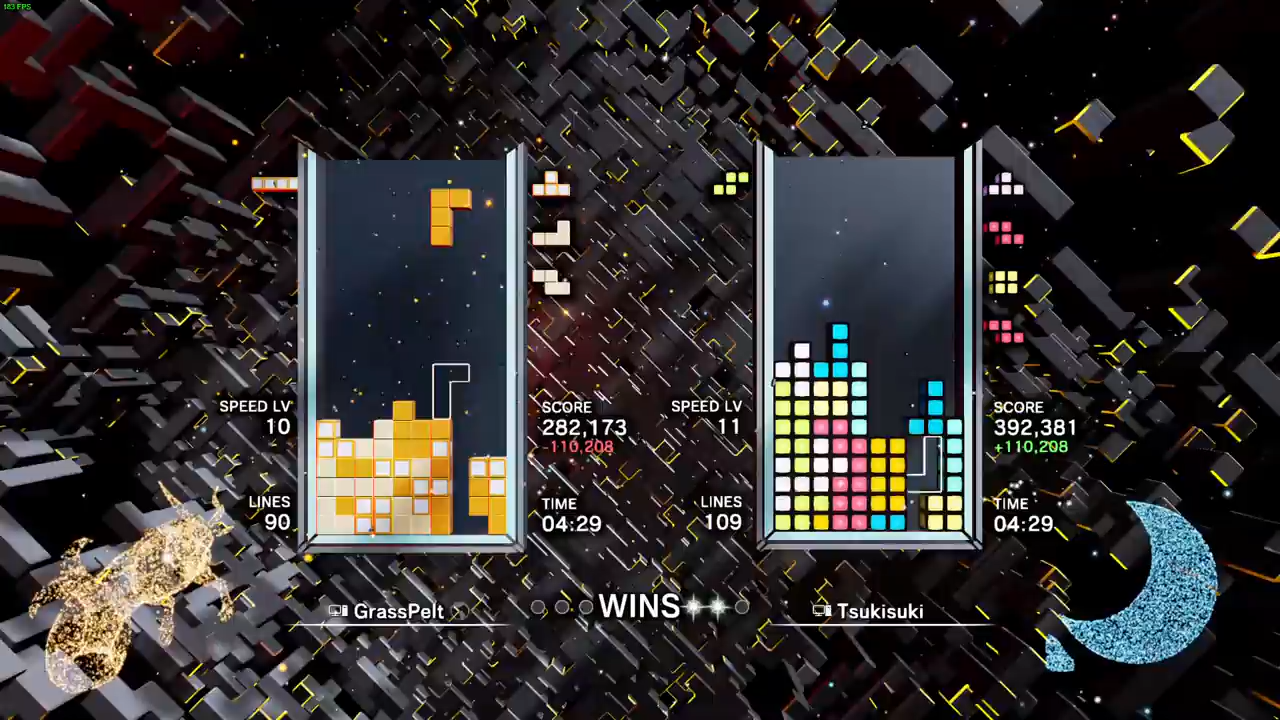 183 FPS
SPEED LV
10
LINES
90
SCORE
282,173
-110,208
TIME
04:29
SPEED LV
11
LINES
109
SCORE
392,381
+110,208
TIME
04:29
GrassPelt
WINS
Tsukisuki